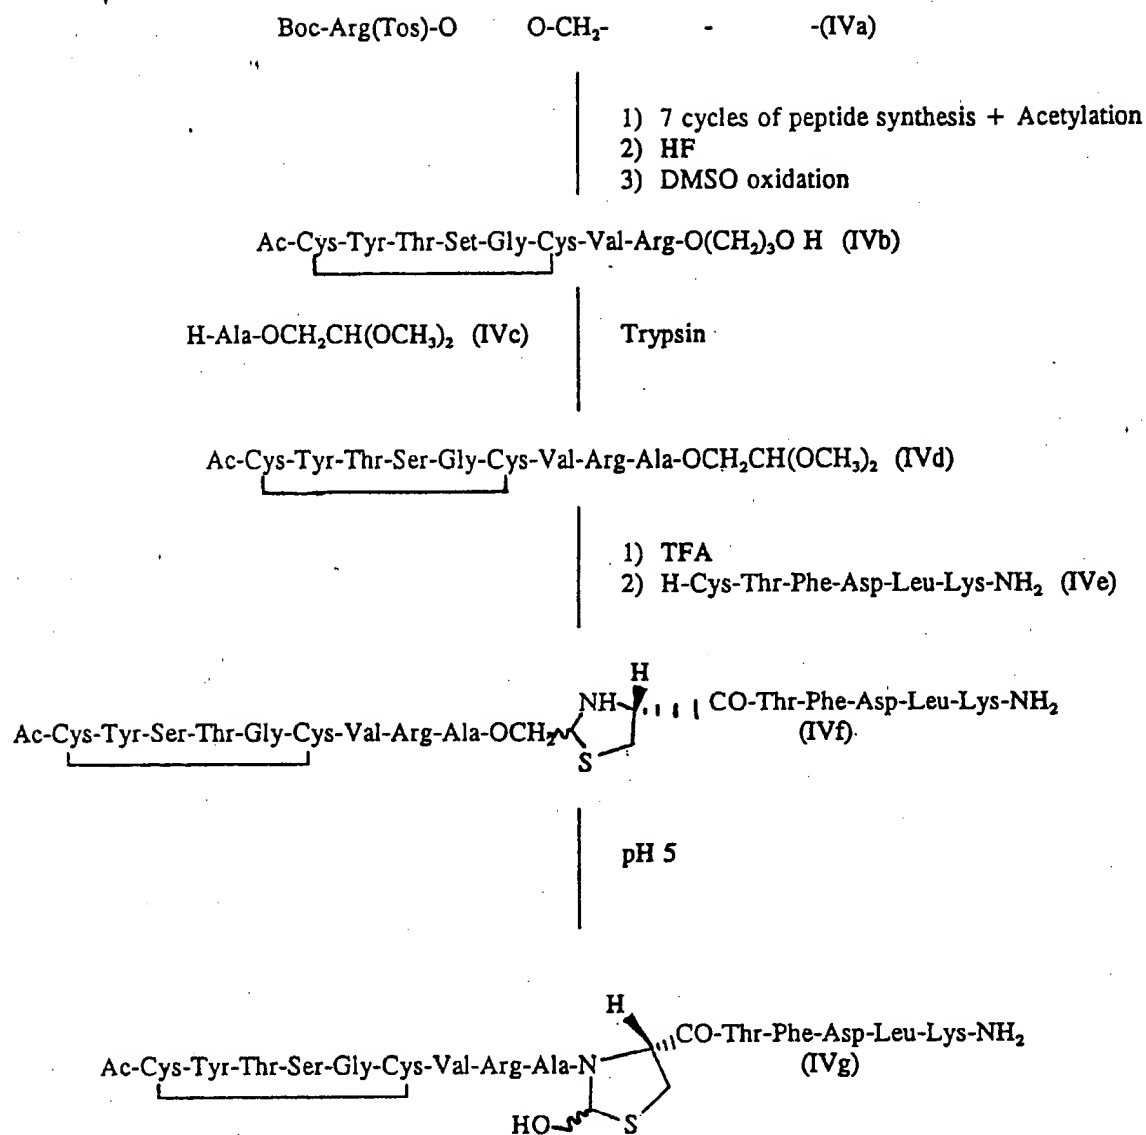 Boc-Arg(Tos)-O O-CH₂- - -(IVa)
1) 7 cycles of peptide synthesis + Acetylation
2) HF
3) DMSO oxidation
Ac-Cys-Tyr-Thr-Set-Gly-Cys-Val-Arg-O(CH₂)₃O H (IVb)
H-Ala-OCH₂CH(OCH₃)₂ (IVc) Trypsin
Ac-Cys-Tyr-Thr-Ser-Gly-Cys-Val-Arg-Ala-OCH₂CH(OCH₃)₂ (IVd)
1) TFA
2) H-Cys-Thr-Phe-Asp-Leu-Lys-NH₂ (IVe)
H
NH CO-Thr-Phe-Asp-Leu-Lys-NH₂
(IVf)
Ac-Cys-Tyr-Ser-Thr-Gly-Cys-Val-Arg-Ala-OCH₂
S
pH 5
H
CO-Thr-Phe-Asp-Leu-Lys-NH₂
(IVg)
Ac-Cys-Tyr-Thr-Ser-Gly-Cys-Val-Arg-Ala-N
HO S